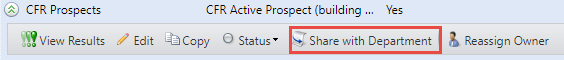 CFR Prospects CFR Active Prospect (building ... Yes
View Results Edit Copy Status Share with Department Reassign Owner